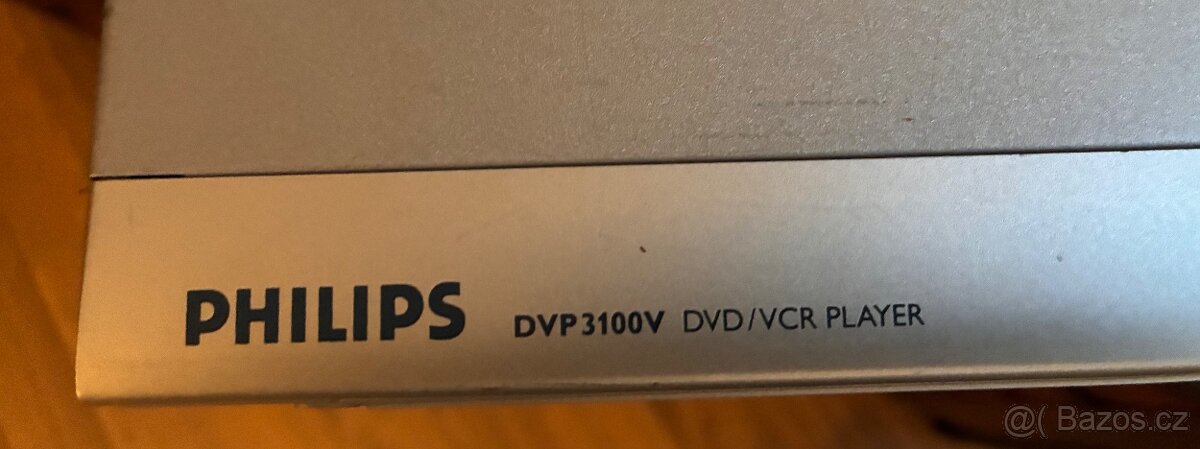 PHILIPS DVP3100V DVD/VCR PLAYER
@( Bazos.cz